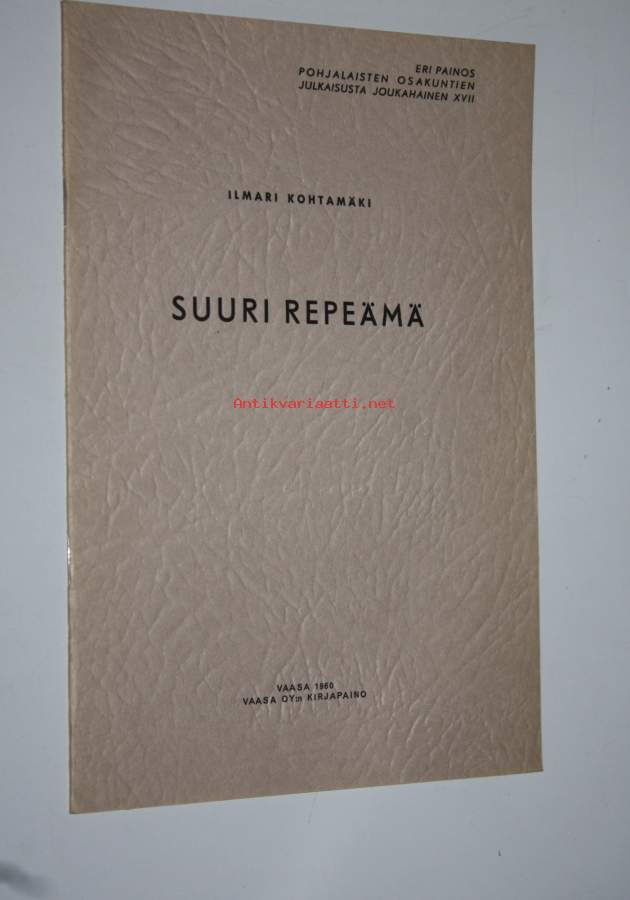 ERI PAINOS
POHJALAISTEN OSAKUNTIEN
JULKAISUSTA JOUKAHAINEN XVII
ILMARI KOHTAMÄKI
SUURI REPEÄMÄ
Antikvariaatti.net
VAASA 1960
VAASA OY:n KIRJAPAINO